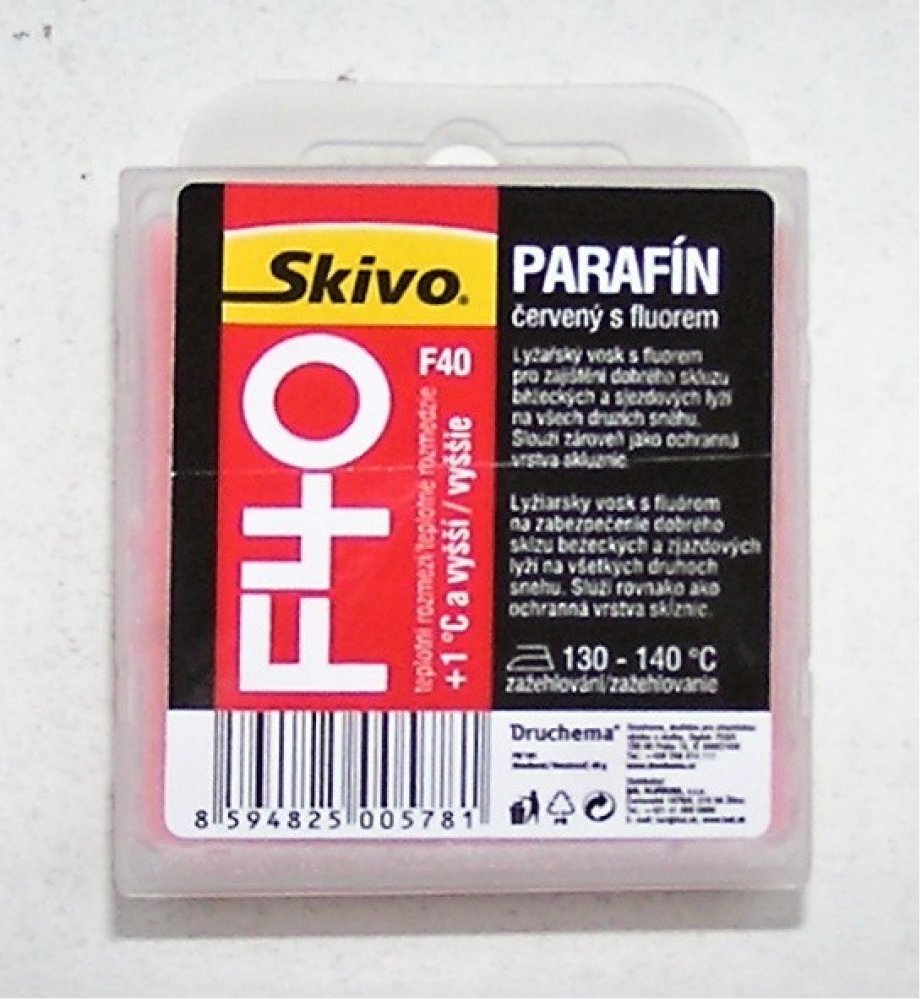 Skivo®
F40
F40
teplotní rozmezí/teplotné rozmedzie
+1 °C a vyšší / vyššie
PARAFÍN
červený s fluorem
Lyžařský vosk s fluorem
pro zajištění dobrého skluzu
běžeckých a sjezdových lyží
na všech druzích sněhu.
Slouží zároveň jako ochranná
vrstva skluznic.
Lyžiarsky vosk s fluórom
na zabezpečenie dobrého
sklzu bežeckých a zjazdových
lyží na všetkých druhoch
snehu. Slúži rovnako ako
ochranná vrstva sklzníc.
130 - 140 °C
zažehlování/zažehlovanie
Druchema®
8 594825 005781